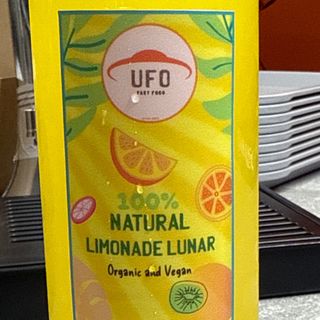 UFO
FAST FOOD
100%
NATURAL
LIMONADE LUNAR
Organic and Vegan